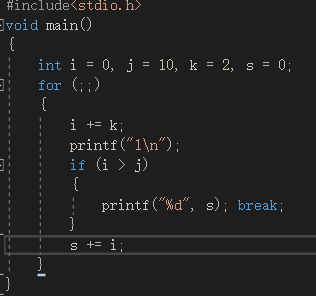 #include<stdio.h>
void main()
{
int i = 0, j = 10, k = 2, s = 0;
for (;;)
{
i += k;
printf("1\n");
if (i > j)
{
printf("%d", s); break;
}
s += i;
}
}